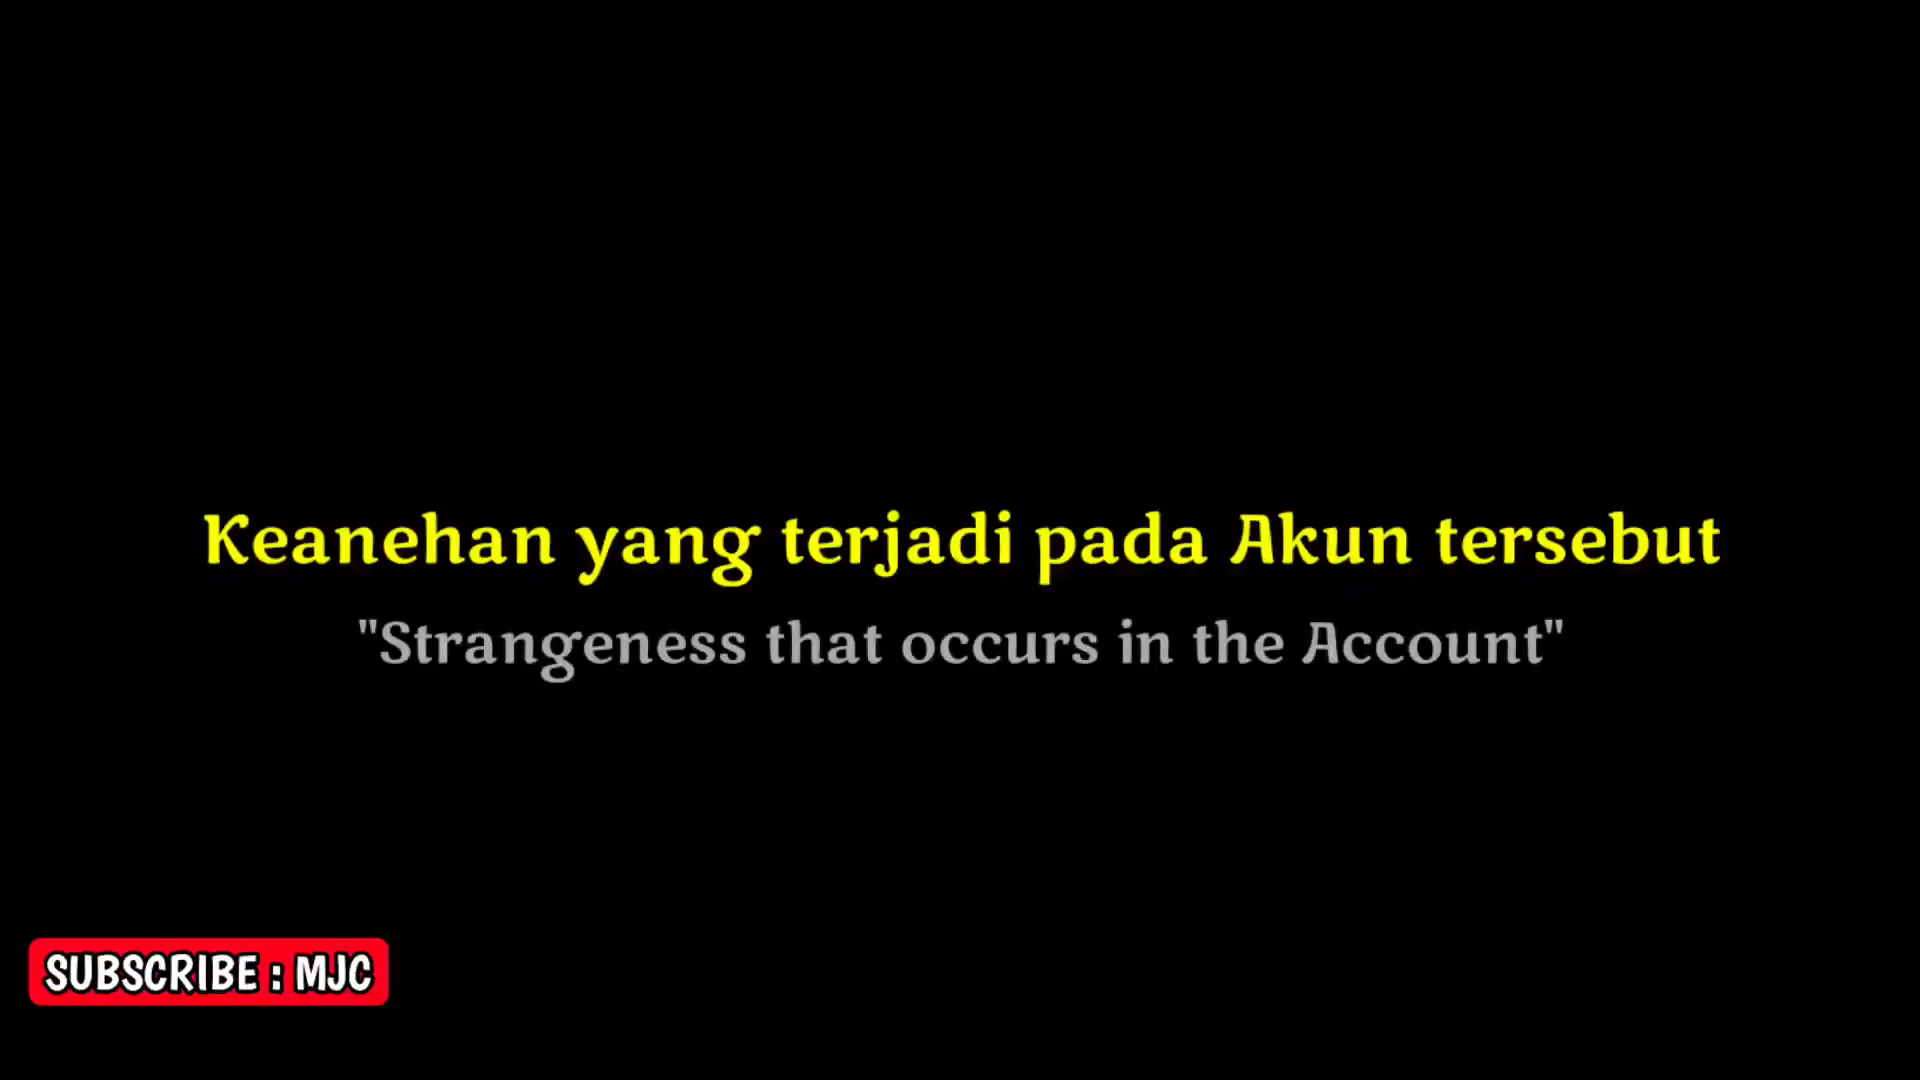 Keanehan yang terjadi pada Akun tersebut
"Strangeness that occurs in the Account"
SUBSCRIBE : MJC